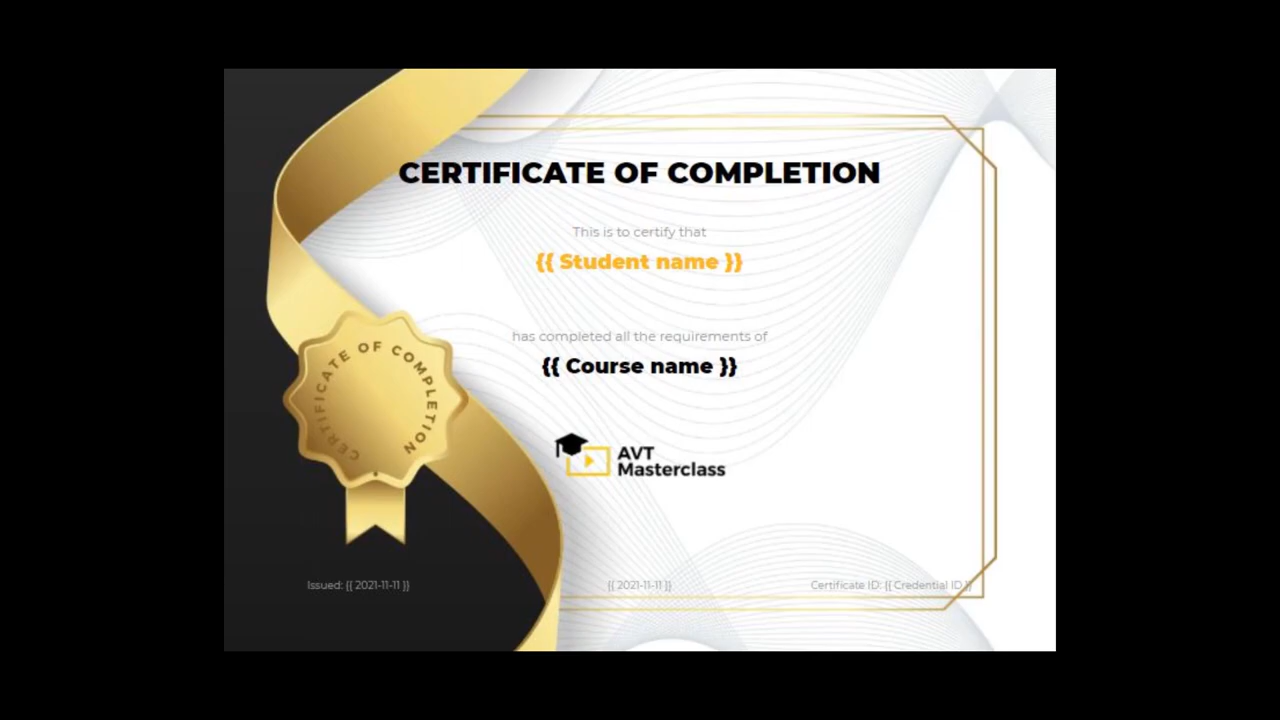 CERTIFICATE OF COMPLETION
This is to certify that
{{ Student name }}
has completed all the requirements of
{{ Course name }}
CERTIFICATE OF COMPLETION
AVT
Masterclass
Issued: {{ 2021-11-11 }}
{{ 2021-11-11 }}
Certificate ID: {{ Credential ID }}